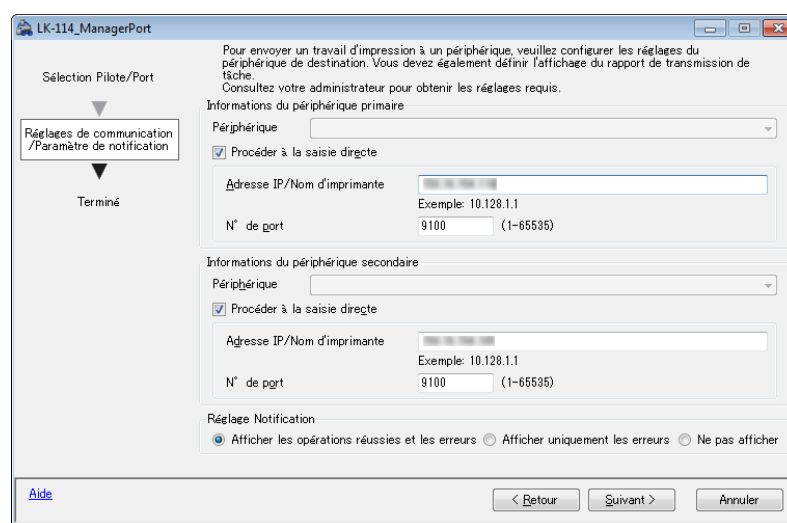 LK-114_ManagerPort
Pour envoyer un travail d'impression à un périphérique, veuillez configurer les réglages du
périphérique de destination. Vous devez également définir l'affichage du rapport de transmission de
tâche.
Consultez votre administrateur pour obtenir les réglages requis.
Sélection Pilote/Port
Réglages de communication
/Paramètre de notification
Terminé
Informations du périphérique primaire
Périphérique
Procéder à la saisie directe
Adresse IP/Nom d'imprimante
Exemple: 10.128.1.1
N° de port 9100 (1-65535)
Informations du périphérique secondaire
Périphérique
Procéder à la saisie directe
Adresse IP/Nom d'imprimante
Exemple: 10.128.1.1
N° de port 9100 (1-65535)
Réglage Notification
Afficher les opérations réussies et les erreurs Afficher uniquement les erreurs Ne pas afficher
Aide < Retour Suivant > Annuler